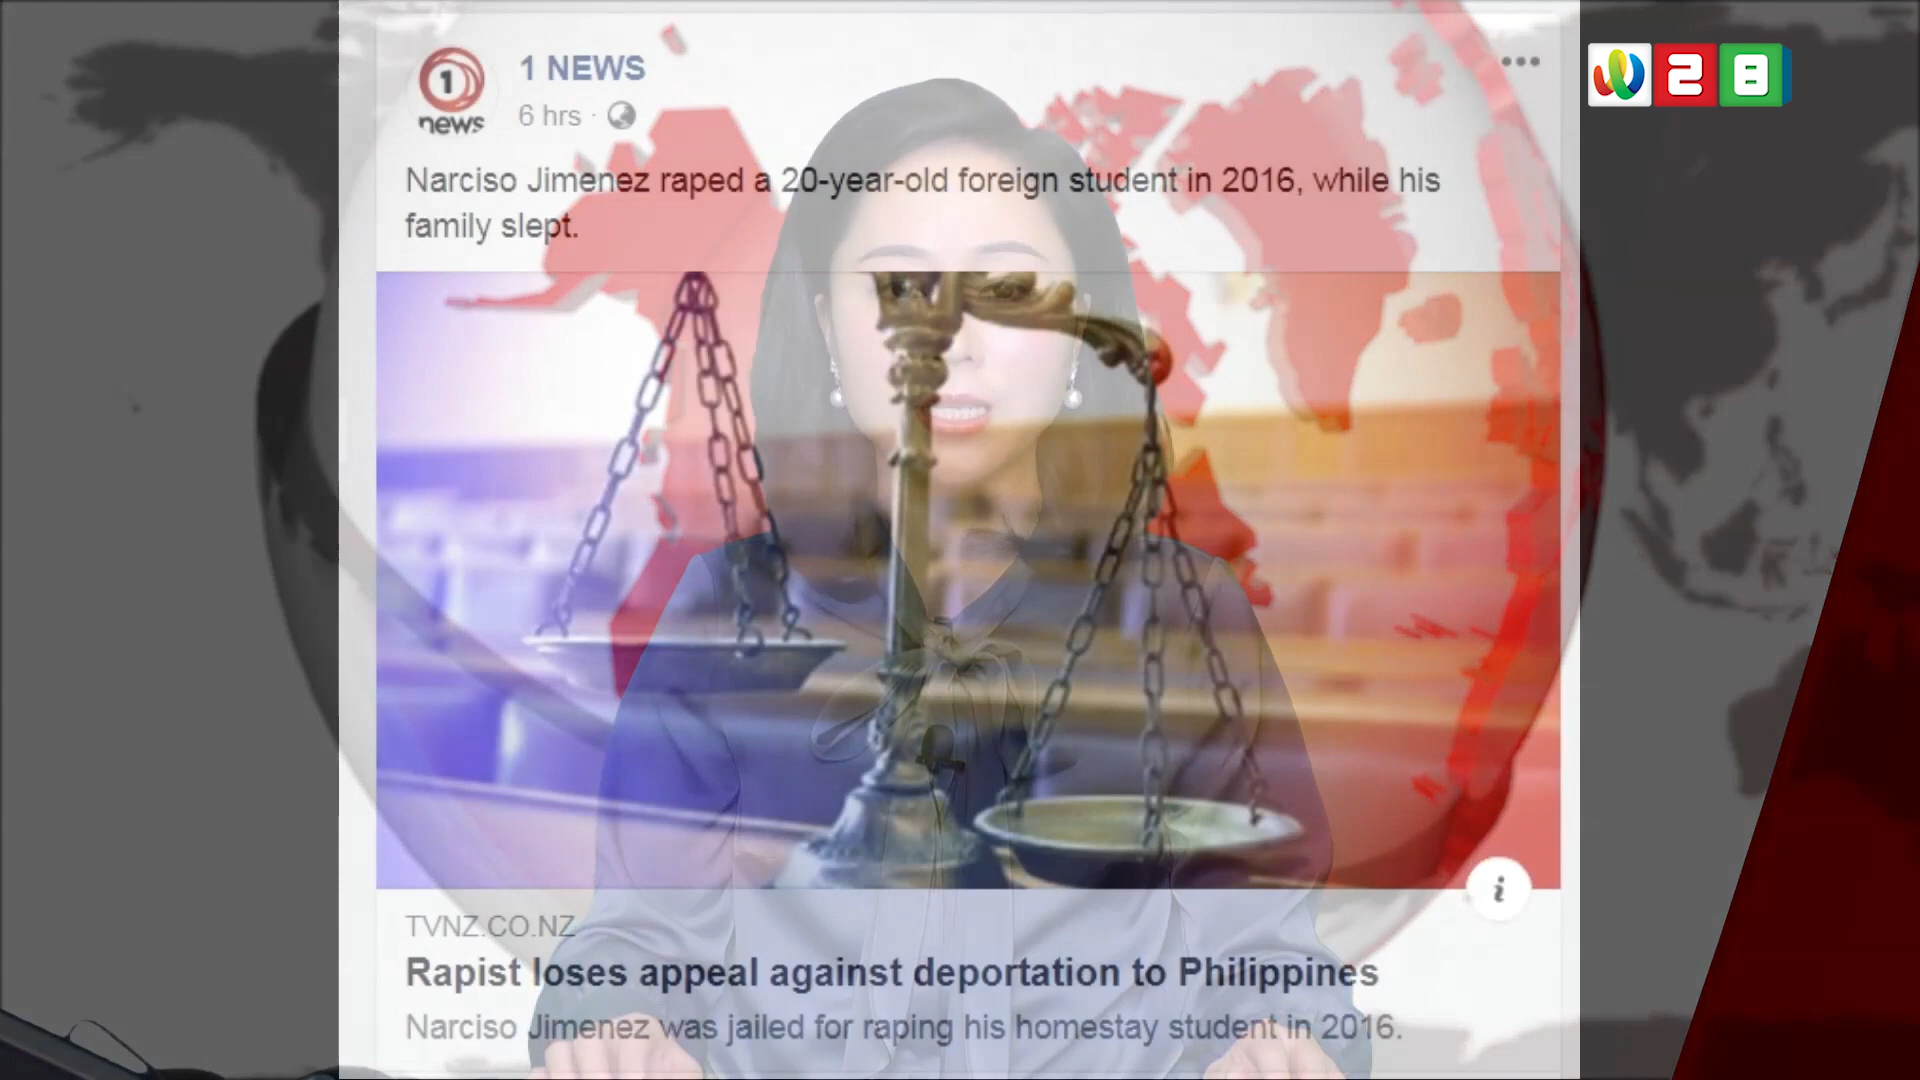 1 NEWS
1
news
6 hrs ·
28
Narciso Jimenez raped a 20-year-old foreign student in 2016, while his
family slept.
i
TVNZ.CO.NZ
Rapist loses appeal against deportation to Philippines
Narciso Jimenez was jailed for raping his homestay student in 2016.